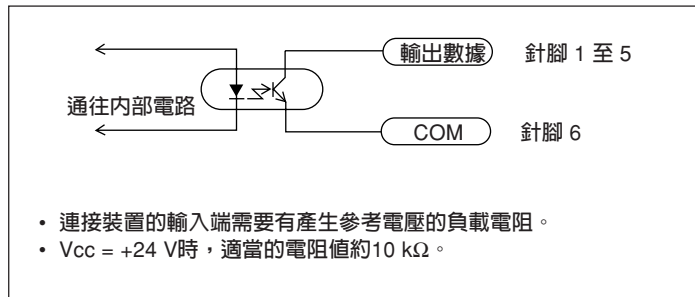 輸出數據 針腳 1 至 5
通往內部電路
COM 針腳 6
• 連接裝置的輸入端需要有產生參考電壓的負載電阻。
• Vcc = +24 V時，適當的電阻值約10 kΩ。